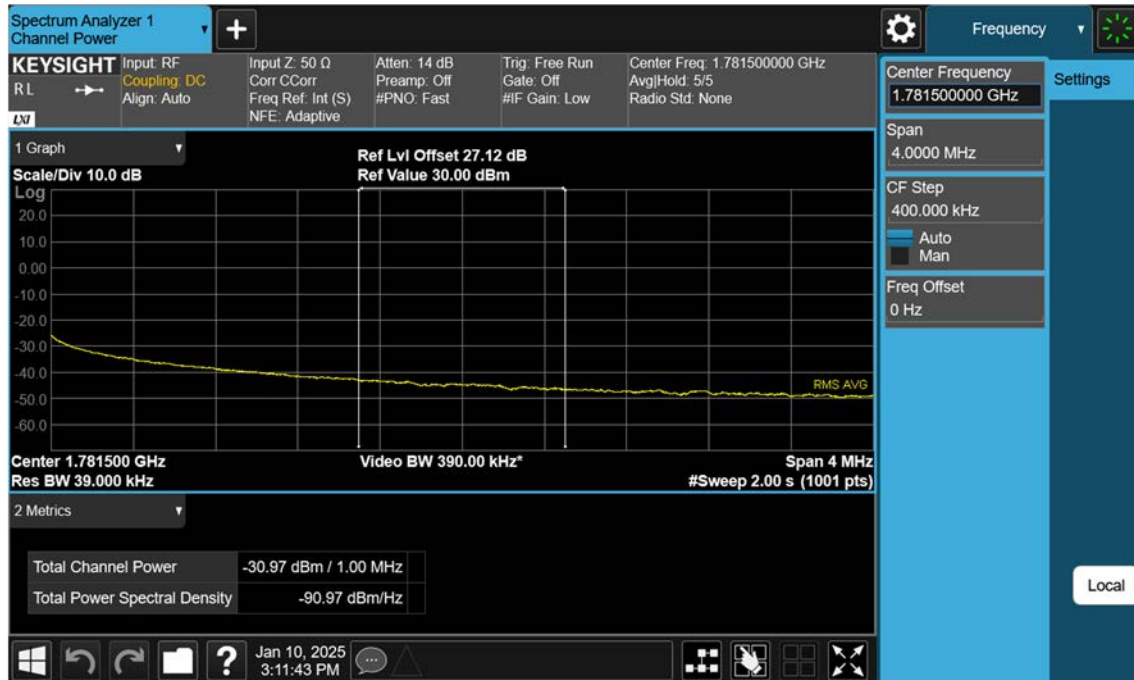 Spectrum Analyzer 1
Channel Power
+
Frequency
KEYSIGHT
R L
LXI
Input: RF
Coupling: DC
Align: Auto
Input Z: 50 Ω
Corr CCorr
Freq Ref: Int (S)
NFE: Adaptive
Atten: 14 dB
Preamp: Off
#PNO: Fast
Trig: Free Run
Gate: Off
#IF Gain: Low
Center Freq: 1.781500000 GHz
Avg|Hold: 5/5
Radio Std: None
Center Frequency
1.781500000 GHz
Settings
Span
4.0000 MHz
CF Step
400.000 kHz
Auto
Man
Freq Offset
0 Hz
1 Graph
Ref Lvl Offset 27.12 dB
Scale/Div 10.0 dB
Ref Value 30.00 dBm
Log
20.0
10.0
0.00
-10.0
-20.0
-30.0
-40.0
-50.0
-60.0
RMS AVG
Center 1.781500 GHz
Video BW 390.00 kHz*
Span 4 MHz
Res BW 39.000 kHz
#Sweep 2.00 s (1001 pts)
2 Metrics
Total Channel Power -30.97 dBm / 1.00 MHz
Total Power Spectral Density -90.97 dBm/Hz
Local
?
Jan 10, 2025
3:11:43 PM